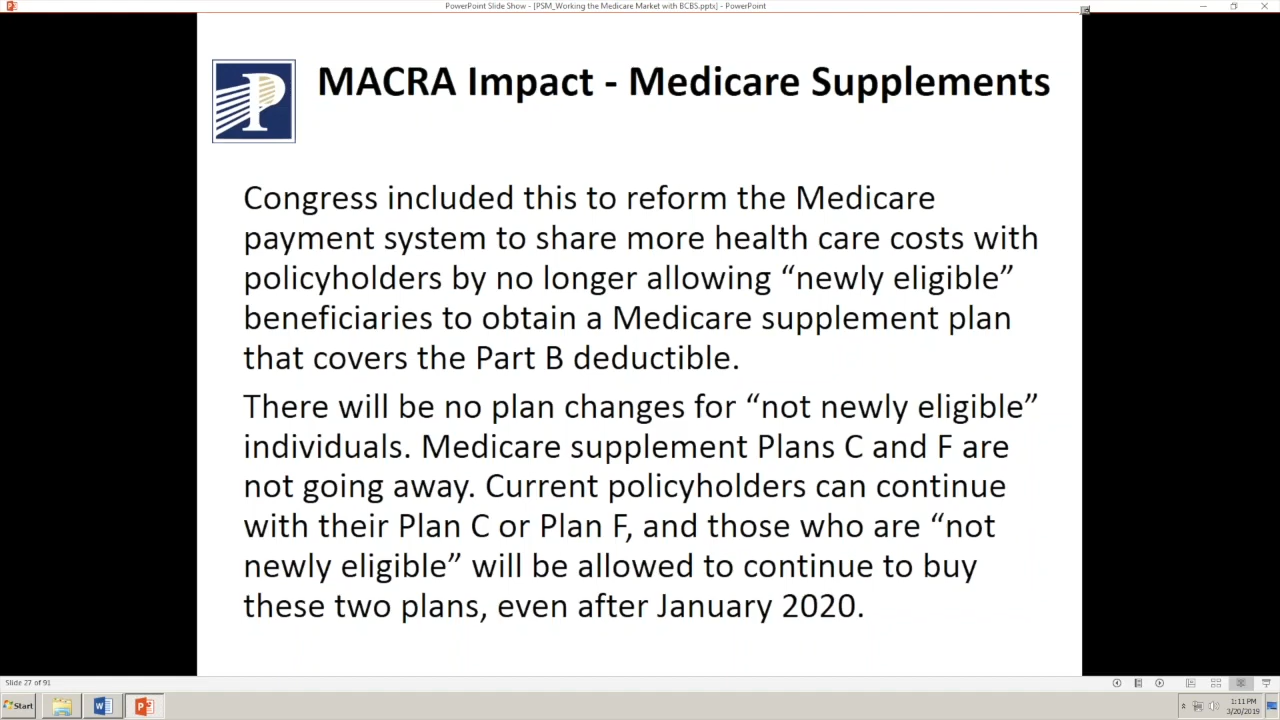 PowerPoint Slide Show - [PSM_Working the Medicare Market with BCBS.pptx] - PowerPoint
P
MACRA Impact - Medicare Supplements
Congress included this to reform the Medicare
payment system to share more health care costs with
policyholders by no longer allowing “newly eligible”
beneficiaries to obtain a Medicare supplement plan
that covers the Part B deductible.
There will be no plan changes for “not newly eligible”
individuals. Medicare supplement Plans C and F are
not going away. Current policyholders can continue
with their Plan C or Plan F, and those who are “not
newly eligible” will be allowed to continue to buy
these two plans, even after January 2020.
Slide 27 of 91
Start
1:11 PM
3/20/2019